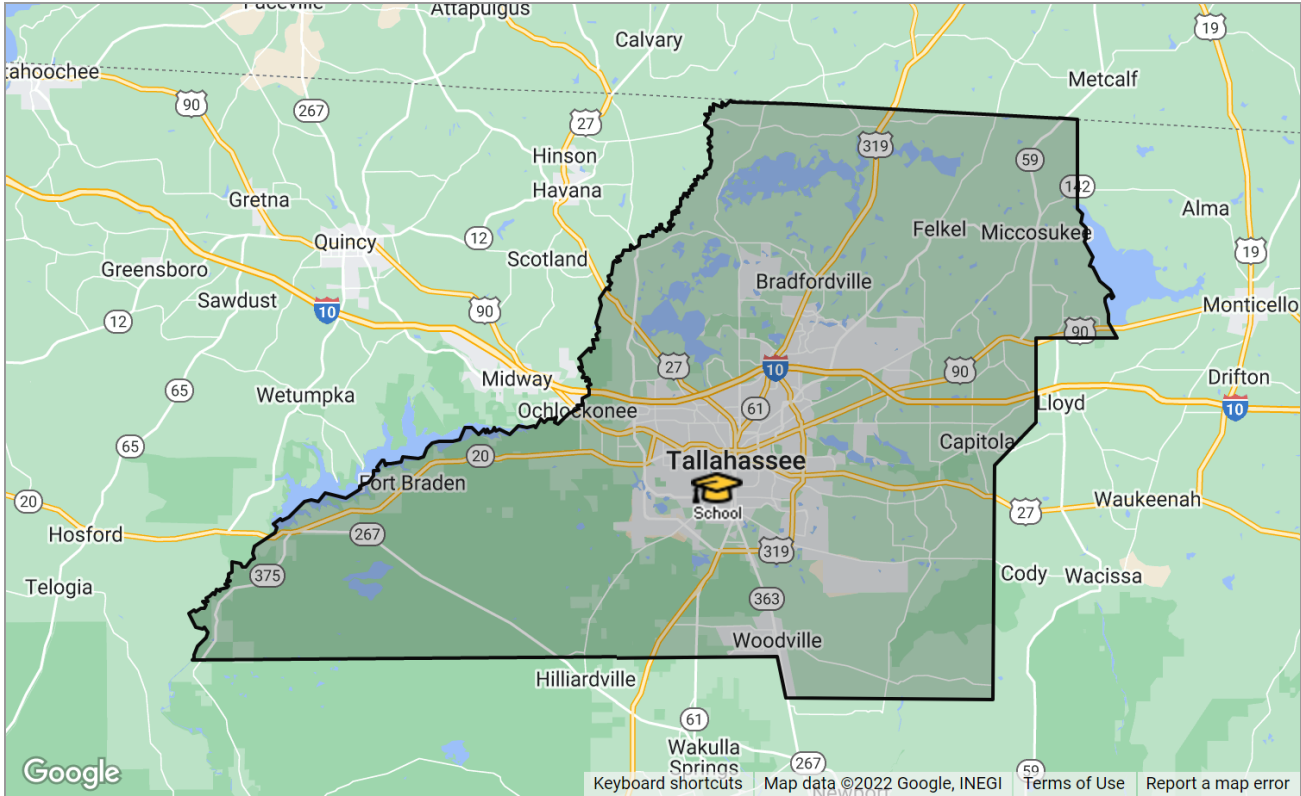 Faceville
Attapulgus
Calvary
19
tahoochee
Metcalf
90
267
27
319
59
Hinson
Havana
142
Gretna
Alma
Felkel
Miccosukee
Quincy
12
Scotland
19
Greensboro
Bradfordville
Sawdust
10
90
Monticello
12
90
27
10
90
Midway
65
Drifton
Wetumpka
Ochlockonee
61
Lloyd
10
65
20
Capitola
Tallahassee
Fort Braden
20
School
Waukeenah
27
Hosford
267
319
375
Cody
Wacissa
Telogia
363
Woodville
Hilliardville
61
Wakulla
Springs
267
59
Google
Keyboard shortcuts
Map data ©2022 Google, INEGI
Terms of Use
Report a map error
Newport